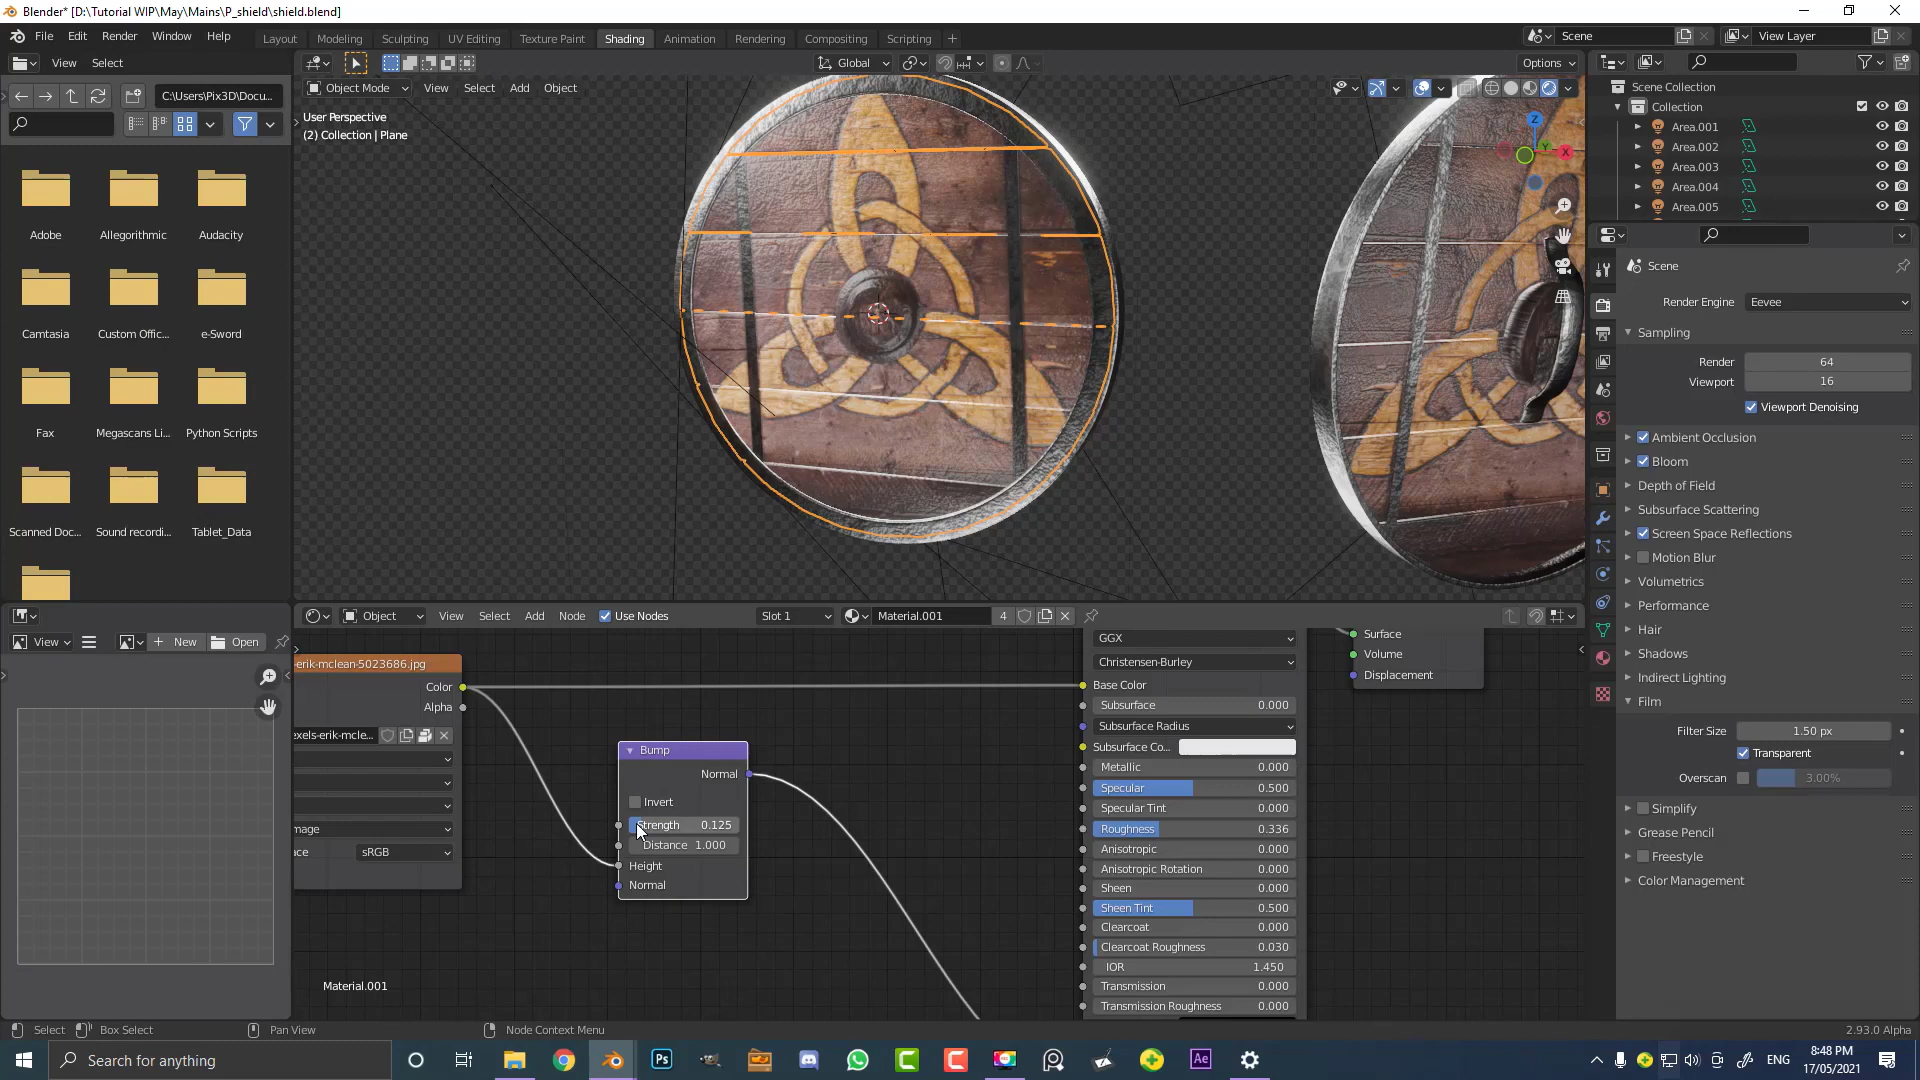 Blender* [D:\Tutorial WIP\May\Mains\P_shield\shield.blend]
File Edit Render Window Help
Layout Modeling Sculpting UV Editing Texture Paint Shading Animation Rendering Compositing Scripting
Scene
View Layer
View Select
Global
Options
C:\Users\Pix3D\Docu...
Object Mode View Select Add Object
User Perspective
(2) Collection | Plane
Z
Y
X
Scene Collection
Collection
Area.001
Area.002
Area.003
Area.004
Area.005
Adobe
Allegorithmic
Audacity
Camtasia
Custom Offic...
e-Sword
Fax
Megascans Li...
Python Scripts
Scanned Doc...
Sound recordi...
Tablet_Data
Scene
Render Engine Eevee
Sampling
Render 64
Viewport 16
Viewport Denoising
Ambient Occlusion
Bloom
Depth of Field
Subsurface Scattering
Screen Space Reflections
Motion Blur
Volumetrics
Performance
Hair
Shadows
Indirect Lighting
Film
Filter Size 1.50 px
Transparent
Overscan 3.00%
Simplify
Grease Pencil
Freestyle
Color Management
View
New
Open
Object View Select Add Node Use Nodes
Slot 1
Material.001
4
-erik-mclean-5023686.jpg
Color
Alpha
exels-erik-mcle...
mage
ce sRGB
Bump
Normal
Invert
Strength 0.125
Distance 1.000
Height
Normal
GGX
Christensen-Burley
Base Color
Subsurface 0.000
Subsurface Radius
Subsurface Co...
Metallic 0.000
Specular 0.500
Specular Tint 0.000
Roughness 0.336
Anisotropic 0.000
Anisotropic Rotation 0.000
Sheen 0.000
Sheen Tint 0.500
Clearcoat 0.000
Clearcoat Roughness 0.030
IOR 1.450
Transmission 0.000
Transmission Roughness 0.000
Surface
Volume
Displacement
Material.001
Select
Box Select
Pan View
Node Context Menu
2.93.0 Alpha
Search for anything
Ps
Ae
ENG
8:48 PM
17/05/2021